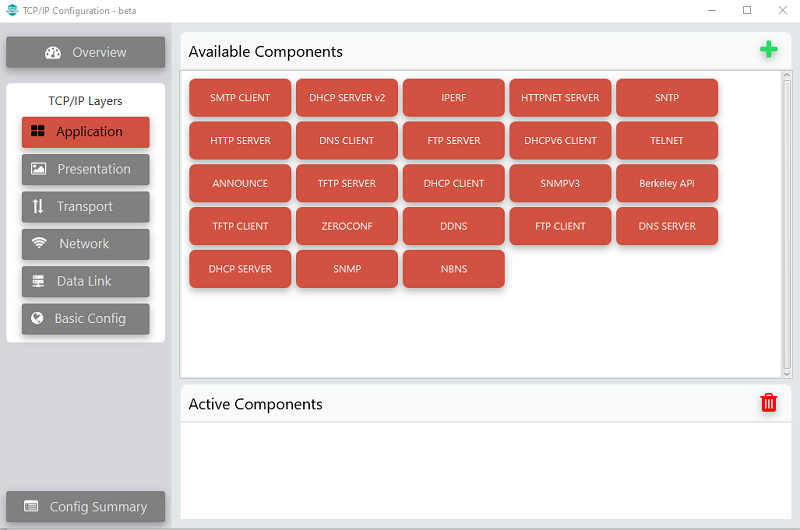 TCP/IP Configuration - beta
Overview
TCP/IP Layers
Application
Presentation
Transport
Network
Data Link
Basic Config
Config Summary
Available Components
SMTP CLIENT DHCP SERVER v2 IPERF HTTPNET SERVER SNTP
HTTP SERVER DNS CLIENT FTP SERVER DHCPV6 CLIENT TELNET
ANNOUNCE TFTP SERVER DHCP CLIENT SNMPV3 Berkeley API
TFTP CLIENT ZEROCONF DDNS FTP CLIENT DNS SERVER
DHCP SERVER SNMP NBNS
Active Components